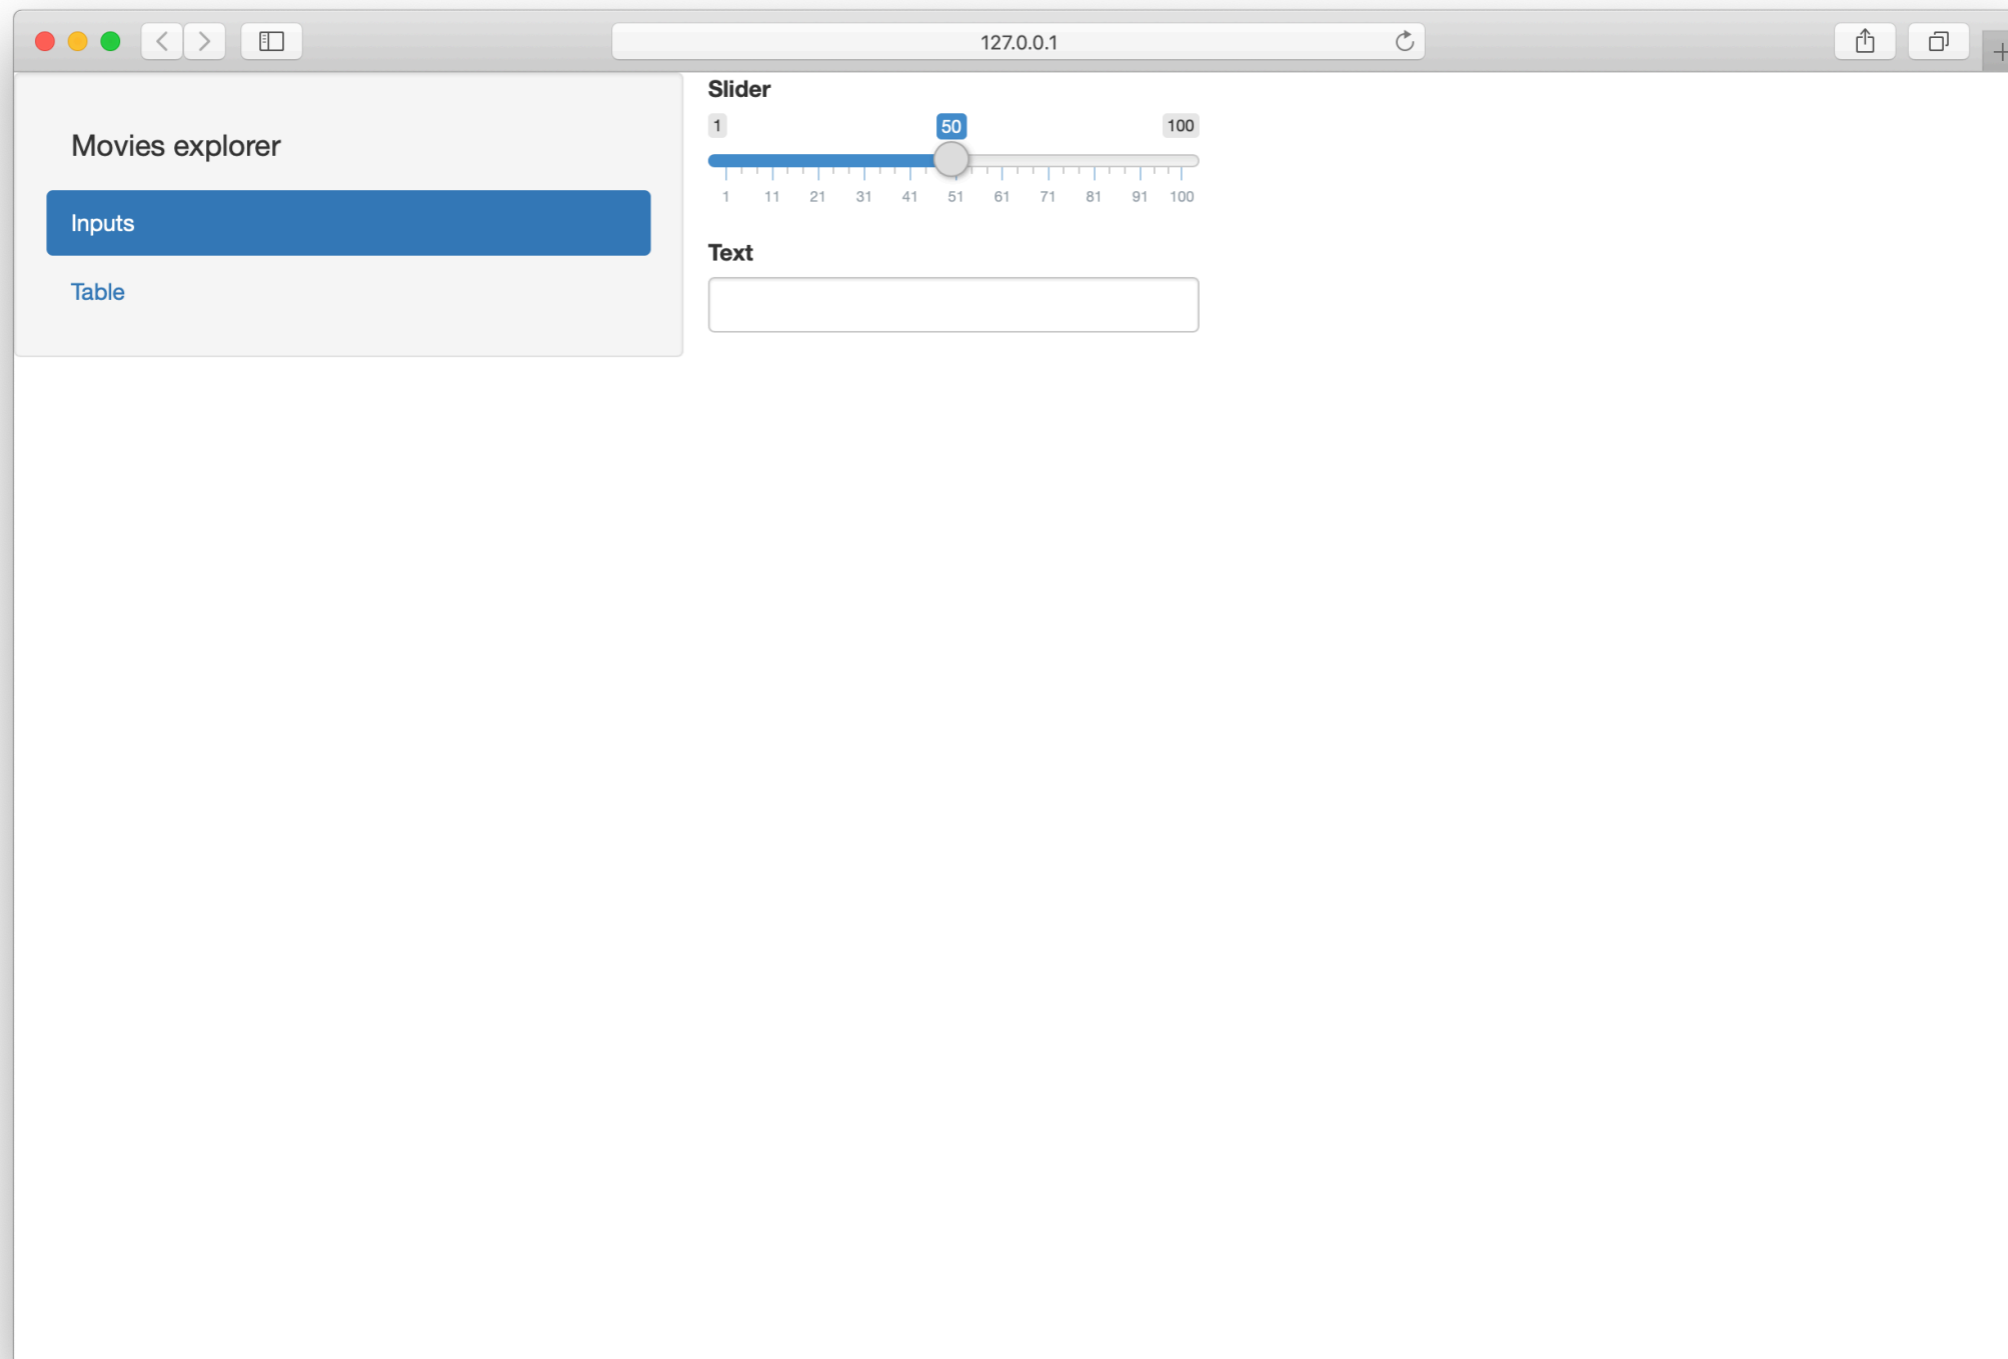 127.0.0.1
Movies explorer
Inputs
Table
Slider
1 50 100
1 11 21 31 41 51 61 71 81 91 100
Text